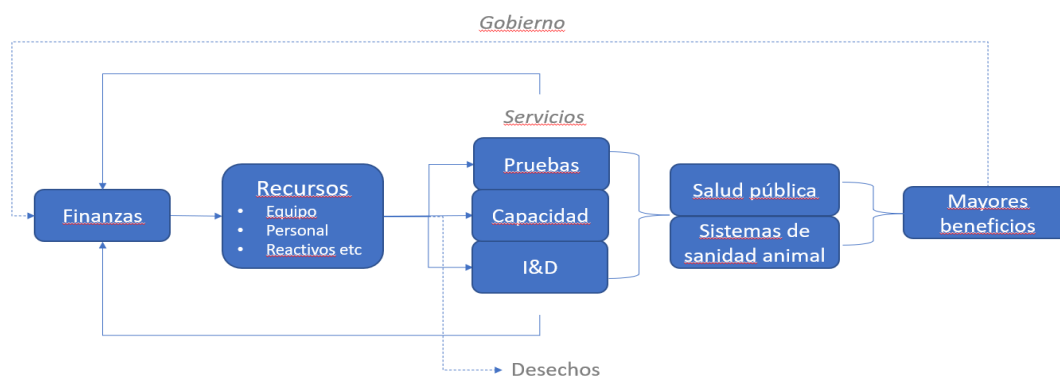 Gobierno
Servicios
Finanzas
Recursos
• Equipo
• Personal
• Reactivos etc
Pruebas
Capacidad
I&D
Salud pública
Sistemas de
sanidad animal
Mayores
beneficios
Desechos